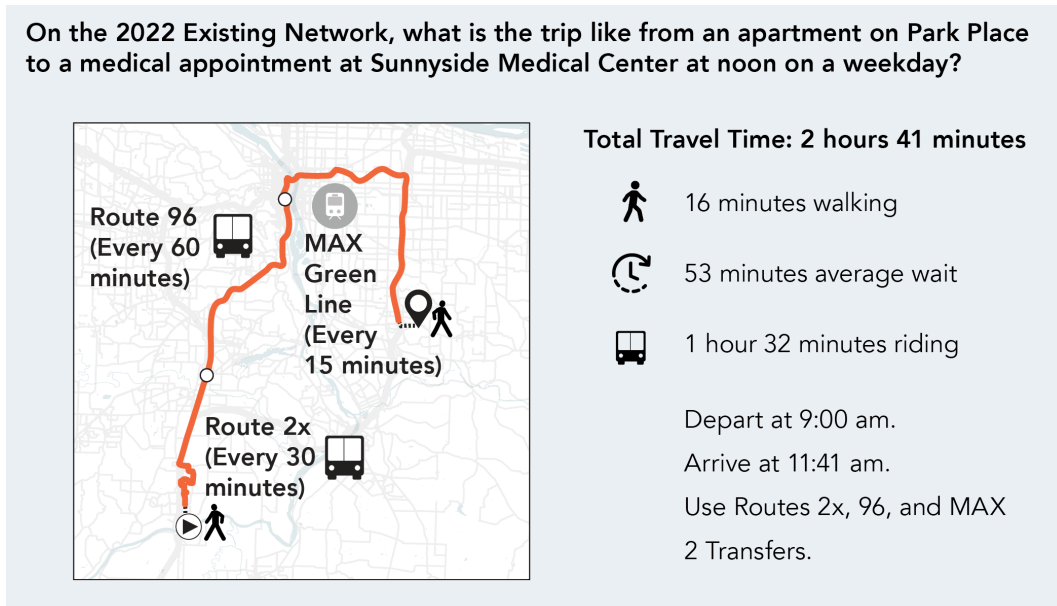 On the 2022 Existing Network, what is the trip like from an apartment on Park Place
to a medical appointment at Sunnyside Medical Center at noon on a weekday?
Route 96
(Every 60
minutes)
MAX
Green
Line
(Every
15 minutes)
Route 2x
(Every 30
minutes)
Total Travel Time: 2 hours 41 minutes
16 minutes walking
53 minutes average wait
1 hour 32 minutes riding
Depart at 9:00 am.
Arrive at 11:41 am.
Use Routes 2x, 96, and MAX
2 Transfers.